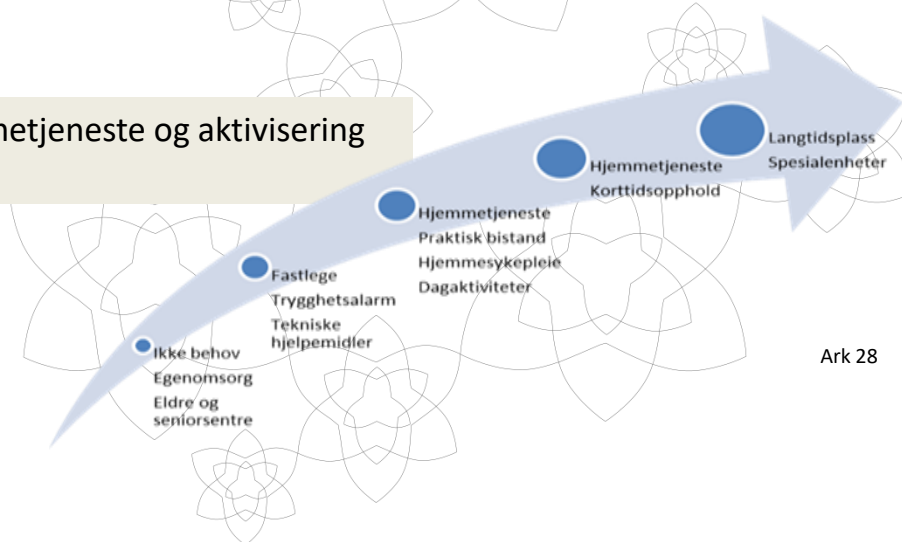 netjeneste og aktivisering
Langtidsplass
Spesialenheter
Hjemmetjeneste
Korttidsopphold
Hjemmetjeneste
Praktisk bistand
Hjemmesykepleie
Dagaktiviteter
Fastlege
Trygghetsalarm
Tekniske
hjelpemidler
Ikke behov
Egenomsorg
Eldre og
seniorsentre
Ark 28